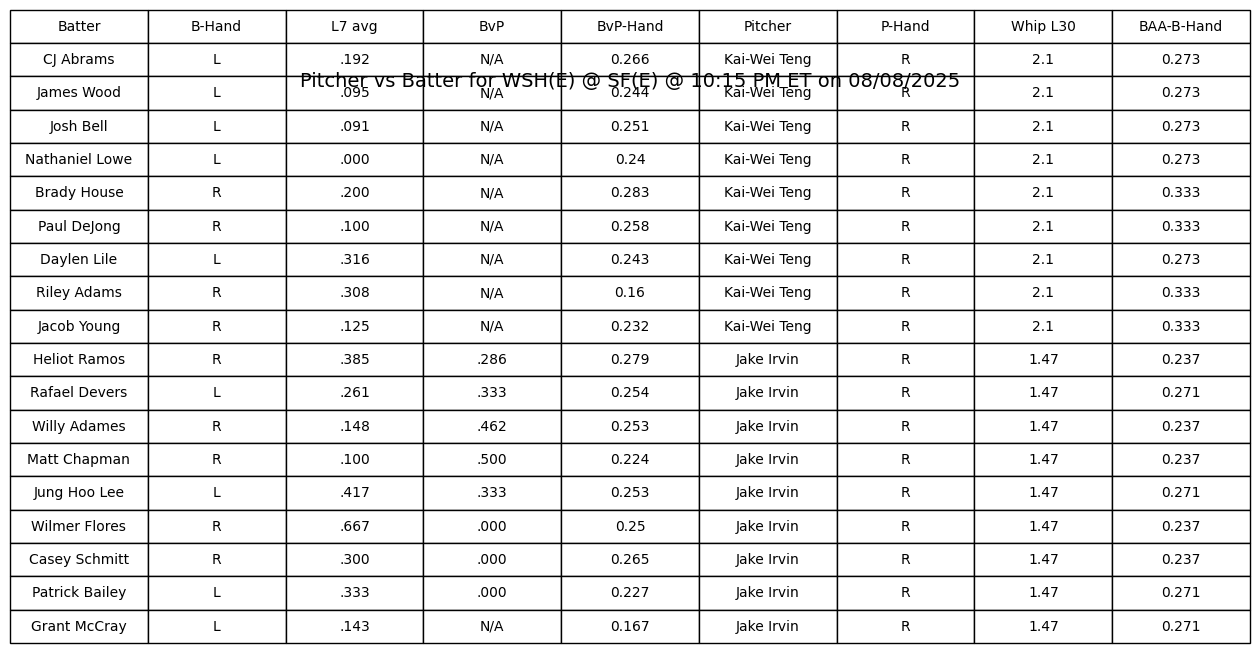 Batter B-Hand L7 avg BvP BvP-Hand Pitcher P-Hand Whip L30 BAA-B-Hand
CJ Abrams L .192 N/A 0.266 Kai-Wei Teng R 2.1 0.273
Pitcher vs Batter for WSH(E) @ SF(E) @ 10:15 PM ET on 08/08/2025
James Wood L .095 N/A 0.244 Kai-Wei Teng R 2.1 0.273
Josh Bell L .091 N/A 0.251 Kai-Wei Teng R 2.1 0.273
Nathaniel Lowe L .000 N/A 0.24 Kai-Wei Teng R 2.1 0.273
Brady House R .200 N/A 0.283 Kai-Wei Teng R 2.1 0.333
Paul DeJong R .100 N/A 0.258 Kai-Wei Teng R 2.1 0.333
Daylen Lile L .316 N/A 0.243 Kai-Wei Teng R 2.1 0.273
Riley Adams R .308 N/A 0.16 Kai-Wei Teng R 2.1 0.333
Jacob Young R .125 N/A 0.232 Kai-Wei Teng R 2.1 0.333
Heliot Ramos R .385 .286 0.279 Jake Irvin R 1.47 0.237
Rafael Devers L .261 .333 0.254 Jake Irvin R 1.47 0.271
Willy Adames R .148 .462 0.253 Jake Irvin R 1.47 0.237
Matt Chapman R .100 .500 0.224 Jake Irvin R 1.47 0.237
Jung Hoo Lee L .417 .333 0.253 Jake Irvin R 1.47 0.271
Wilmer Flores R .667 .000 0.25 Jake Irvin R 1.47 0.237
Casey Schmitt R .300 .000 0.265 Jake Irvin R 1.47 0.237
Patrick Bailey L .333 .000 0.227 Jake Irvin R 1.47 0.271
Grant McCray L .143 N/A 0.167 Jake Irvin R 1.47 0.271